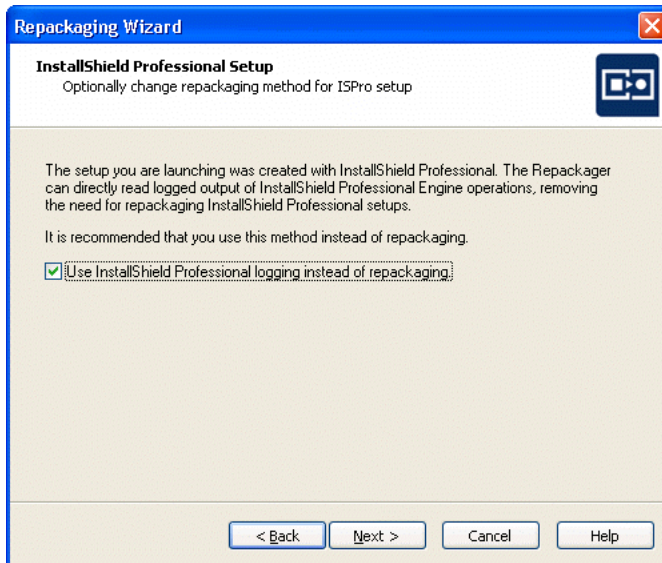 Repackaging Wizard
InstallShield Professional Setup
Optionally change repackaging method for ISPro setup
The setup you are launching was created with InstallShield Professional. The Repackager
can directly read logged output of InstallShield Professional Engine operations, removing
the need for repackaging InstallShield Professional setups.
It is recommended that you use this method instead of repackaging.
Use InstallShield Professional logging instead of repackaging.
< Back Next > Cancel Help